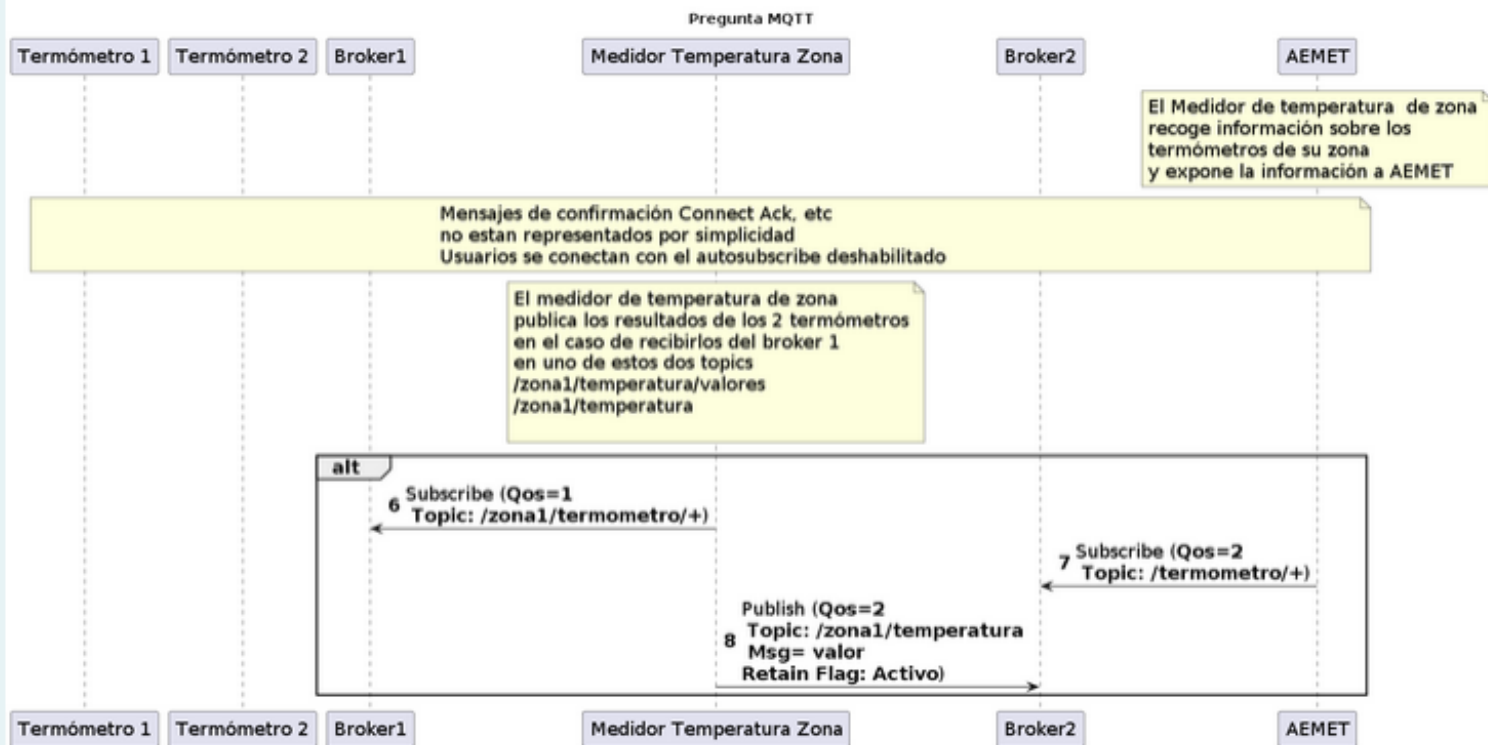 Pregunta MQTT
Termómetro 1
Termómetro 2
Broker1
Medidor Temperatura Zona
Broker2
AEMET
El Medidor de temperatura  de zona
recoge información sobre los
termómetros de su zona
y expone la información a AEMET
Mensajes de confirmación Connect Ack, etc
no estan representados por simplicidad
Usuarios se conectan con el autosubscribe deshabilitado
El medidor de temperatura de zona
publica los resultados de los 2 termómetros
en el caso de recibirlos del broker 1
en uno de estos dos topics
/zona1/temperatura/valores
/zona1/temperatura
alt
6 Subscribe (Qos=1
Topic: /zona1/termometro/+)
7 Subscribe (Qos=2
Topic: /termometro/+)
8 Publish (Qos=2
Topic: /zona1/temperatura
Msg= valor
Retain Flag: Activo)
Termómetro 1
Termómetro 2
Broker1
Medidor Temperatura Zona
Broker2
AEMET